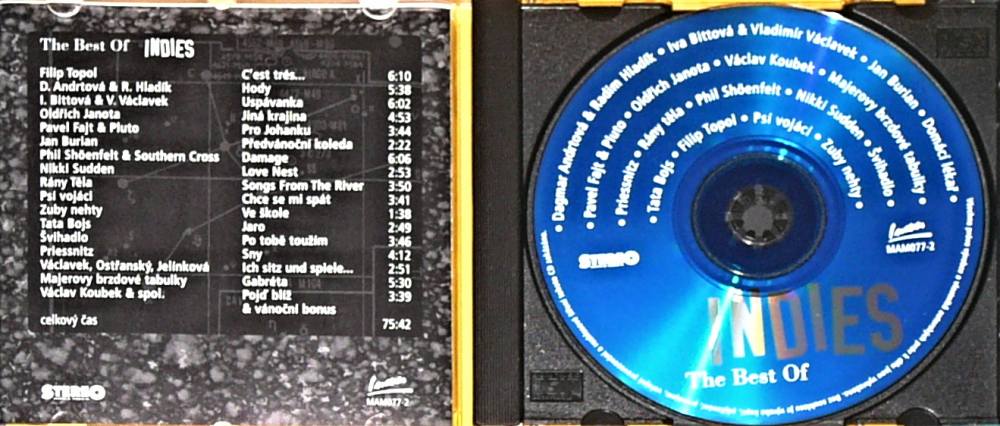 The Best Of INDIES
Filip Topol C'est trés... 6:10
D. Andrtová & R. Hladík Hody 5:38
I. Bittová & V. Václavek Uspávanka 6:02
Oldřich Janota Jiná krajina 4:53
Pavel Fajt & Pluto Pro Johanku 3:44
Jan Burian Předvánoční koleda 2:22
Phil Shöenfelt & Southern Cross Damage 6:06
Nikki Sudden Love Nest 2:53
Rány Těla Songs From The River 3:50
Psí vojáci Chce se mi spát 3:41
Zuby nehty Ve škole 1:38
Tata Bojs Jaro 2:49
Švihadlo Po tobě toužím 3:46
Priessnitz Sny 4:12
Václavek, Ostřanský, Jelínková Ich sitz und spiele... 2:51
Majerovy brzdové tabulky Gabréta 5:30
Václav Koubek & spol. Pojď blíž 3:39
& vánoční bonus
celkový čas 75:42
STEREO
MAM077-2
• Dagmar Andrtová & Radim Hladík • Iva Bittová & Vladimír Václavek • Jan Burian • Domácí lékař •
• Pavel Fajt & Pluto • Oldřich Janota • Václav Koubek • Majerovy brzdové tabulky •
• Priessnitz • Rány těla • Phil Shöenfelt • Nikki Sudden • Švihadlo •
• Tata Bojs • Filip Topol • Psí vojáci • Zuby nehty •
STEREO
MAM077-2
INDIES
The Best Of